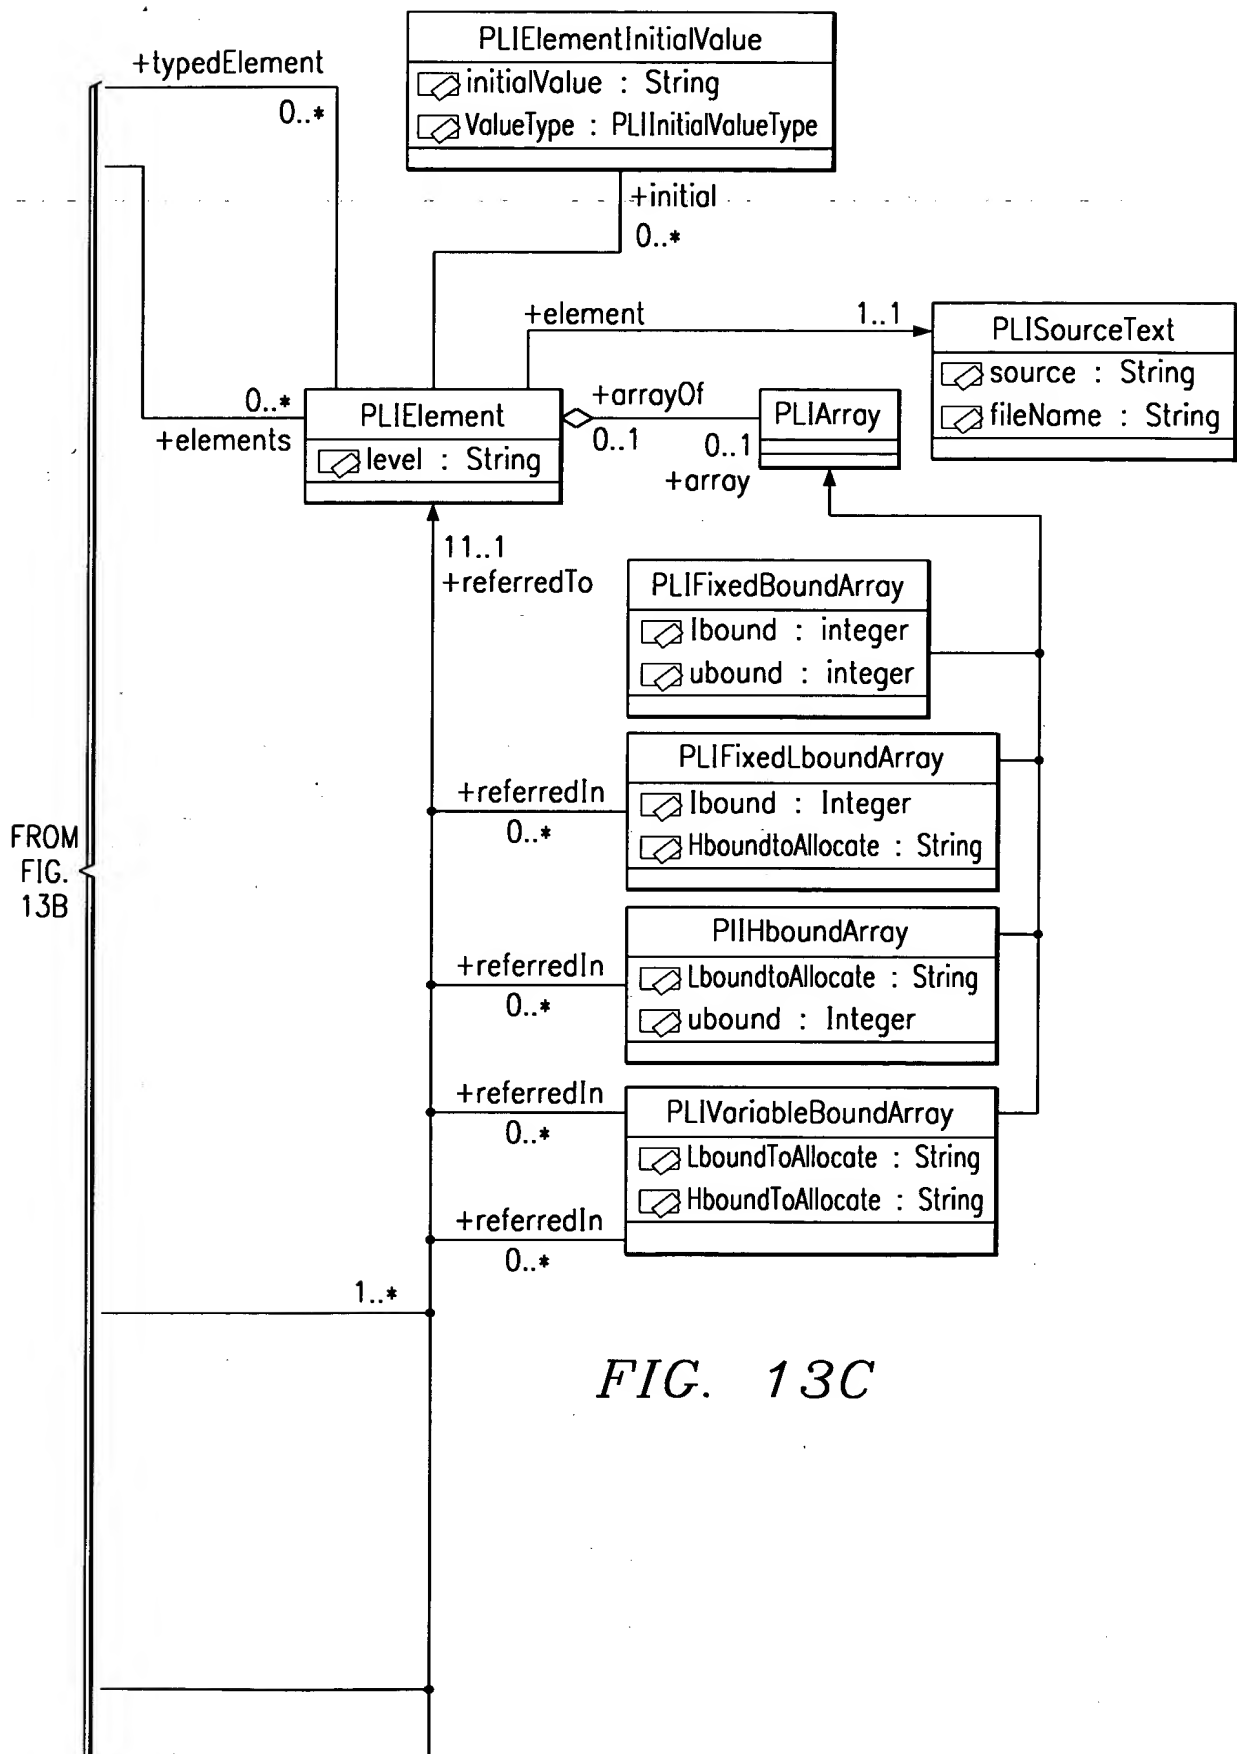 PLIElementInitialValue
initialValue : String
ValueType : PLIInitialValueType
+typedElement
0..*
+initial
0..*
+element
1..1
PLISourceText
source : String
fileName : String
0..*
+elements
PLIElement
level : String
+arrayOf
0..1
0..1
+array
PLIArray
11..1
+referredTo
PLIFixedBoundArray
Ibound : integer
ubound : integer
PLIFixedLboundArray
Ibound : Integer
HboundtoAllocate : String
+referredIn
0..*
FROM
FIG.
13B
PIIHboundArray
LboundtoAllocate : String
ubound : Integer
+referredIn
0..*
PLIVariableBoundArray
LboundToAllocate : String
HboundToAllocate : String
+referredIn
0..*
+referredIn
0..*
1..*
FIG. 13C